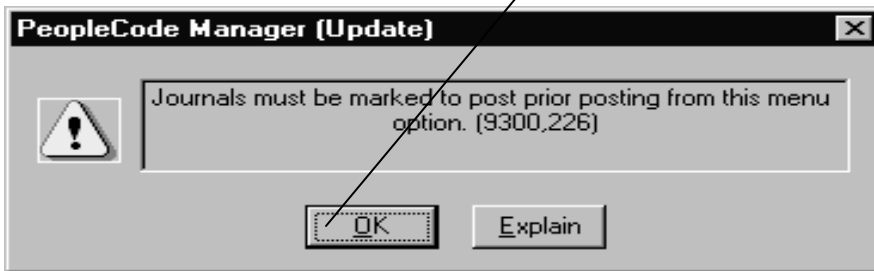 PeopleCode Manager (Update)
Journals must be marked to post prior posting from this menu
option. (9300,226)
OK Explain